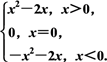 x²-2x, x>0,
0, x=0,
-x²-2x, x<0.